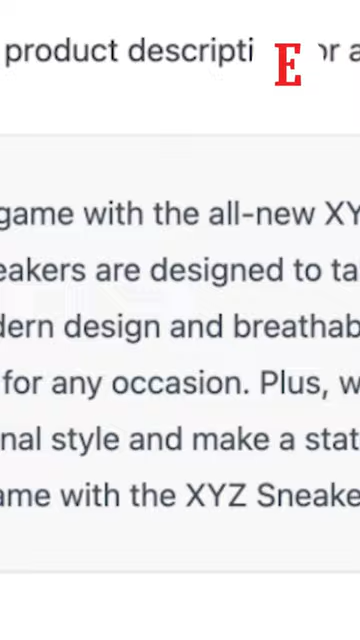 product descripti
E
or a
game with the all-new XY
eakers are designed to ta
dern design and breathab
for any occasion. Plus, w
nal style and make a stat
ame with the XYZ Sneake